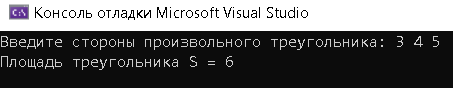 C:\ Консоль отладки Microsoft Visual Studio
Введите стороны произвольного треугольника: 3 4 5
Площадь треугольника S = 6